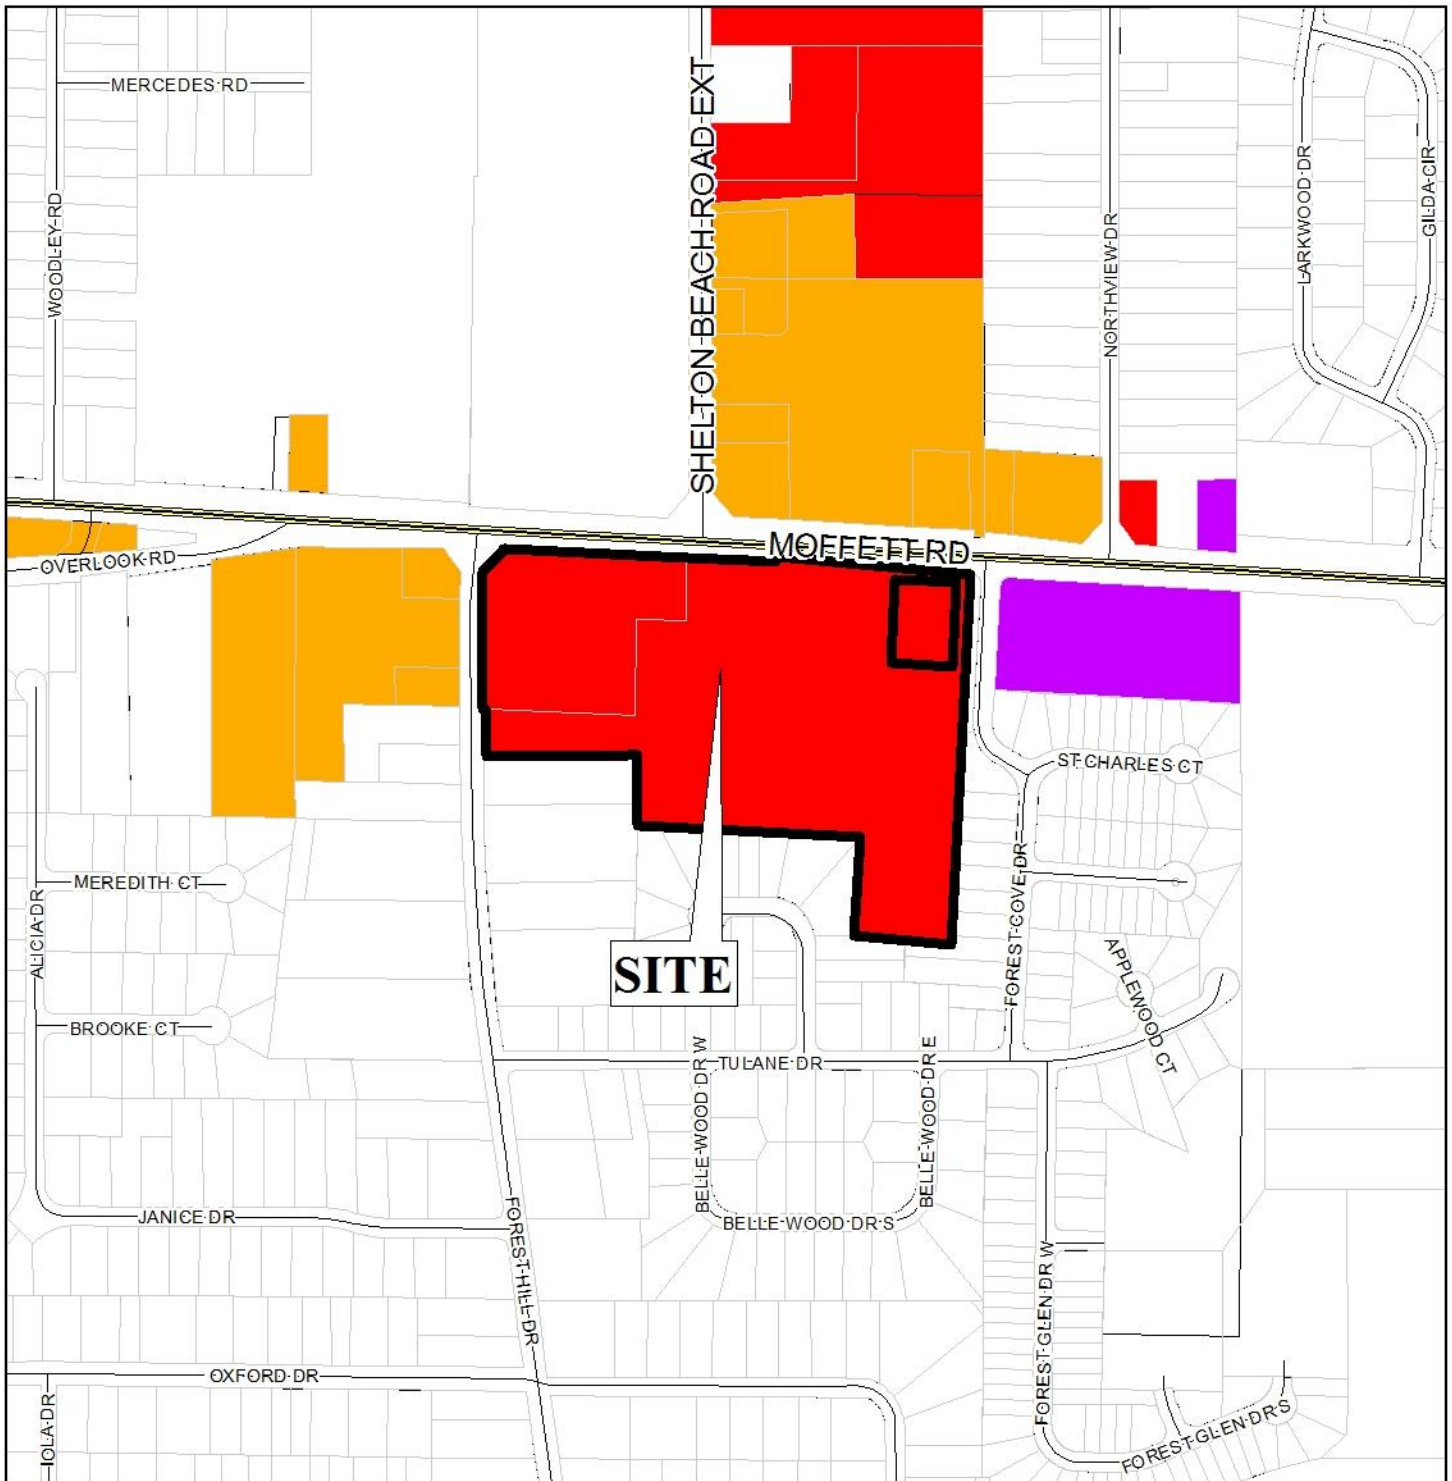 MERCEDES RD
SHELTON BEACH ROAD EXT
WOODLEY RD
NORTHVIEW DR
LARKWOOD DR
GILDA CIR
MOFFETT RD
OVERLOOK RD
ST CHARLES CT
MEREDITH CT
ALICIA DR
FOREST COVE DR
SITE
APPLEWOOD CT
BROOKE CT
TULANE DR
BELLE WOOD DR W
BELLE WOOD DR E
JANICE DR
BELLE WOOD DR S
FOREST HILL DR
FOREST GLEN DR W
OXFORD DR
IOLA DR
FOREST GLEN DR S